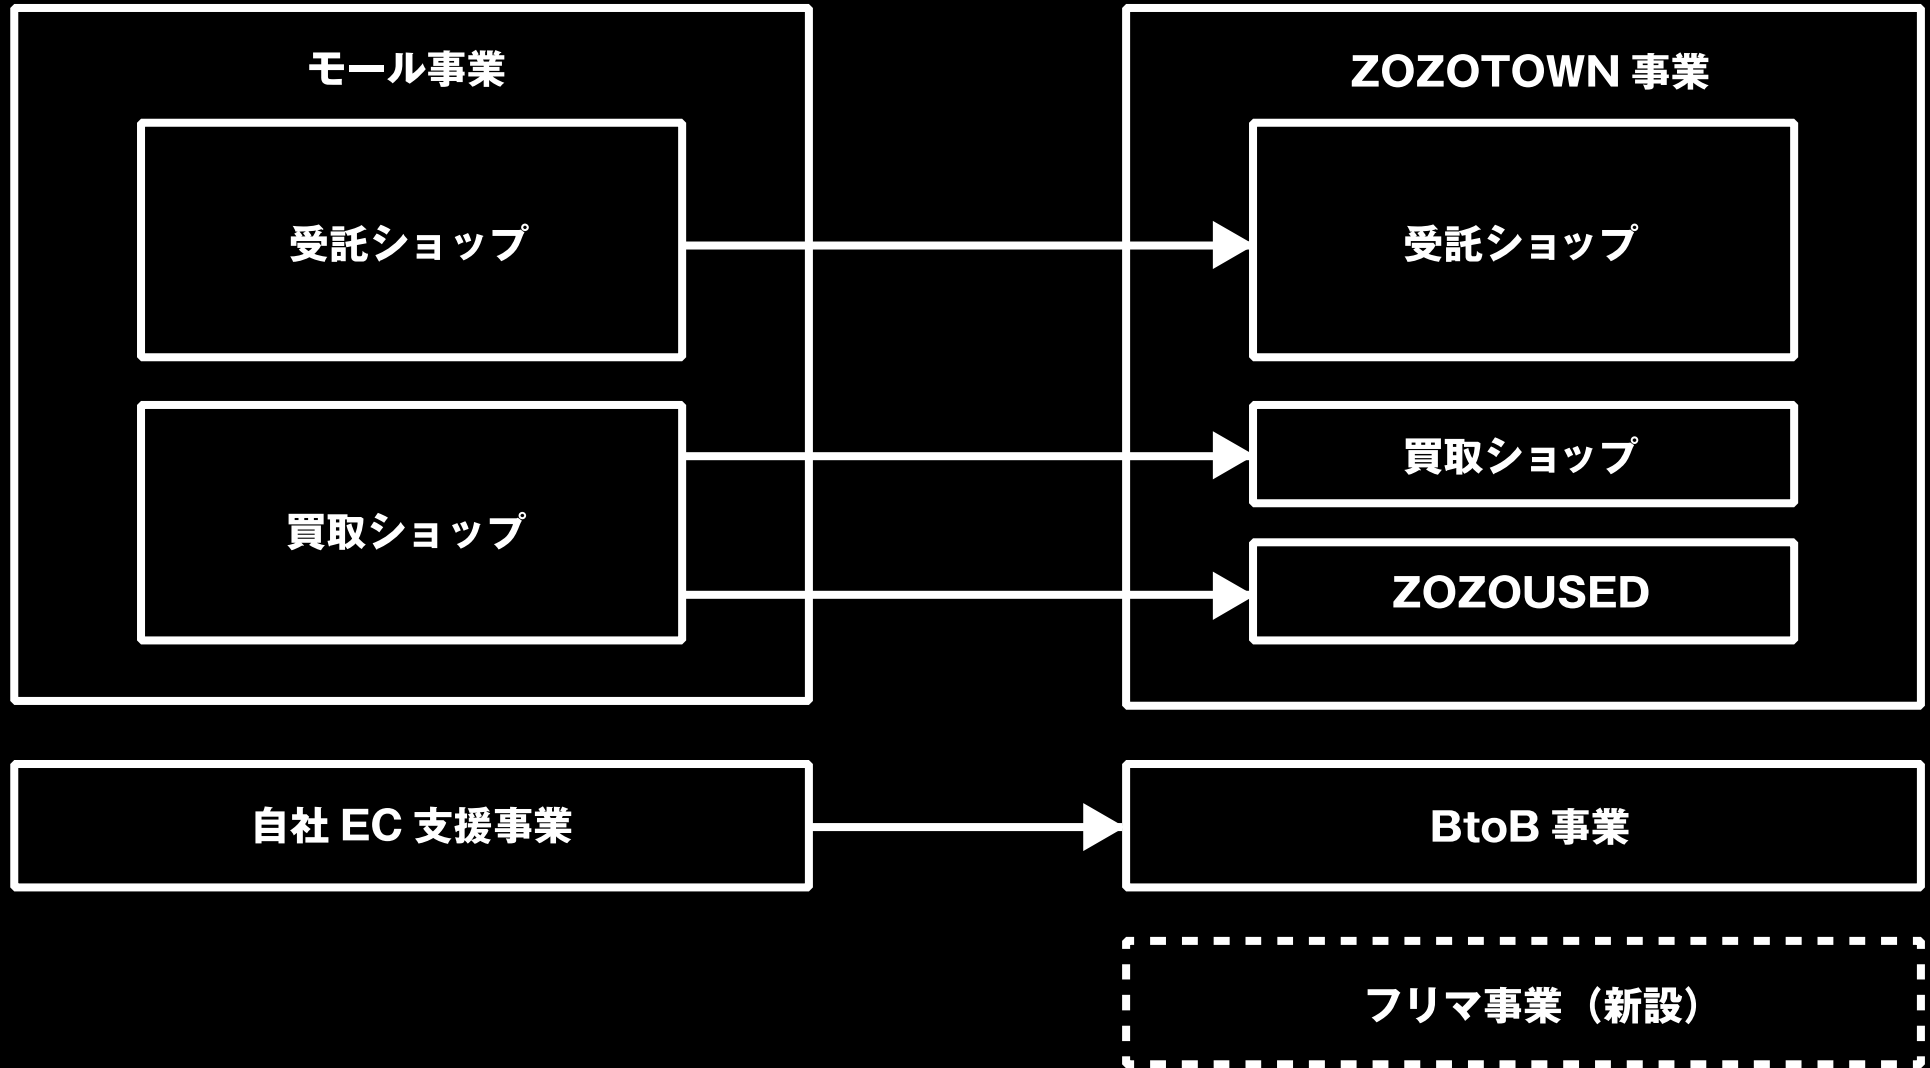 モール事業
受託ショップ
買取ショップ
自社 EC 支援事業
ZOZOTOWN 事業
受託ショップ
買取ショップ
ZOZOUSED
BtoB 事業
フリマ事業（新設）